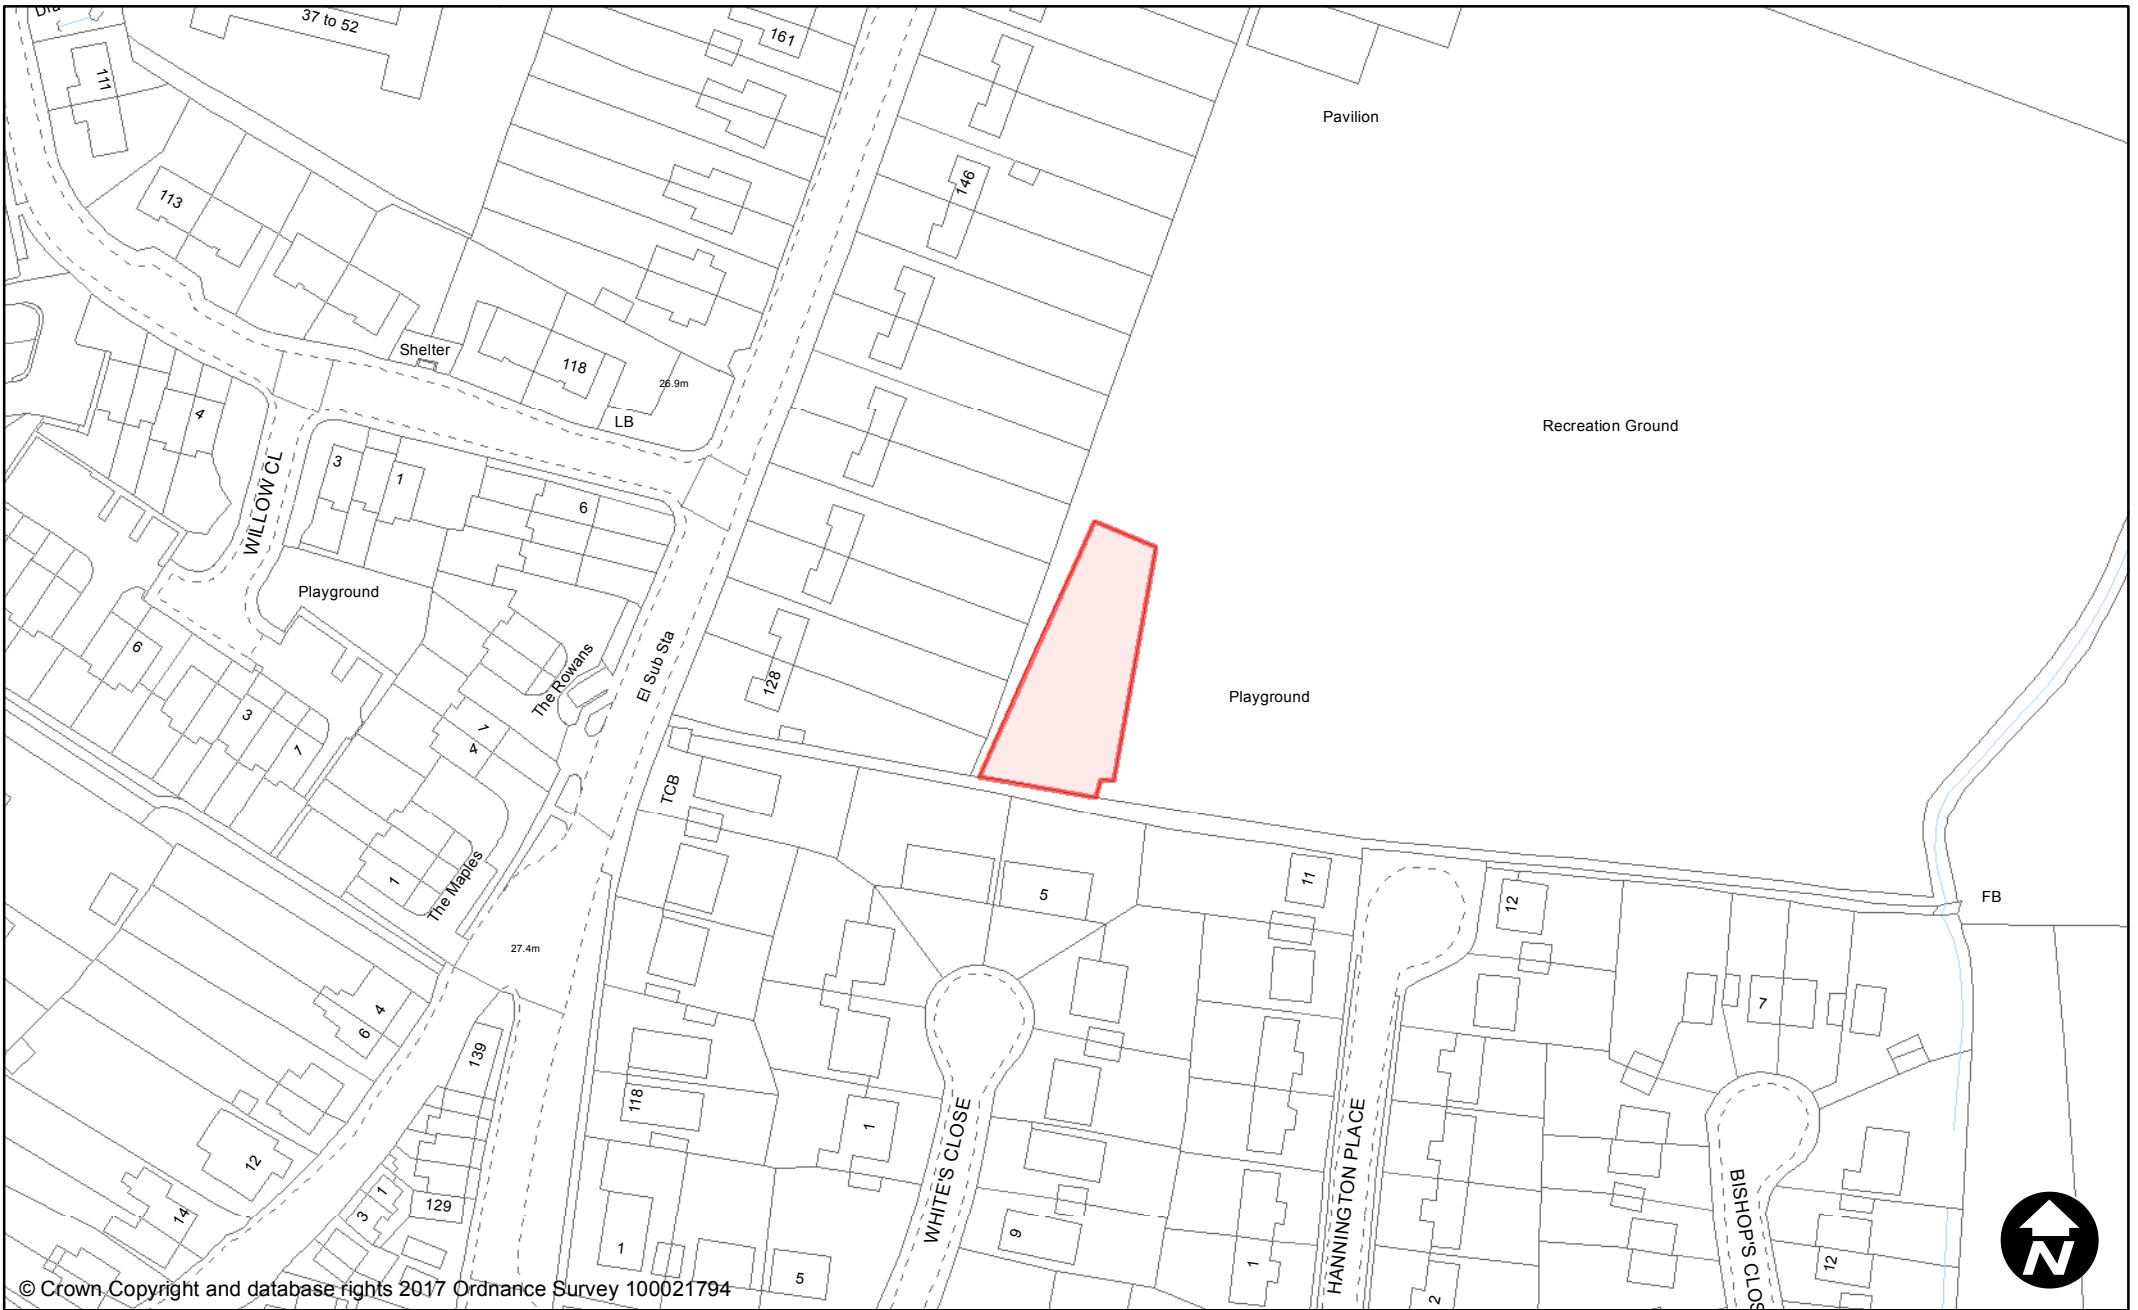 37 to 52
161
111
Pavilion
146
113
Shelter
118
26.9m
LB
Recreation Ground
4
3
1
6
WILLOW CL
Playground
6
The Rowans
El Sub Sta
128
Playground
3
1
7
4
TCB
1
The Maples
5
11
12
FB
27.4m
7
4
6
139
118
1
12
WHITE'S CLOSE
HANNINGTON PLACE
BISHOP'S CLOS
14
1
3
129
9
1
5
1
12
2
N
© Crown Copyright and database rights 2017 Ordnance Survey 100021794